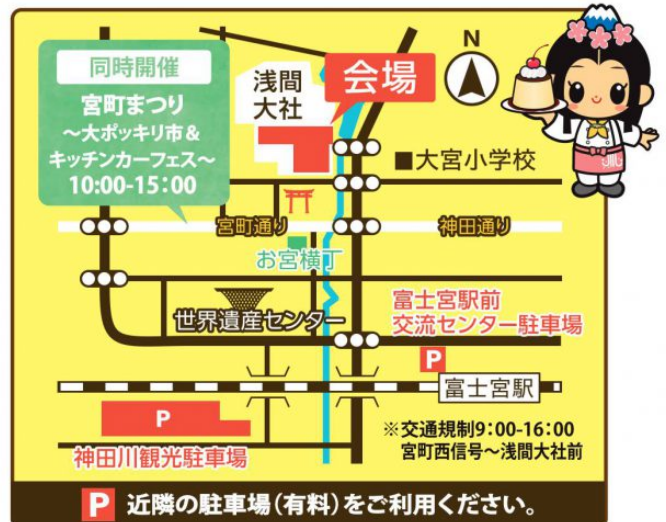 同時開催
宮町まつり
～大ポッキリ市&
キッチンカーフェス～
10:00-15:00
浅間
大社
会場
N
■大宮小学校
宮町通り
神田通り
お宮横丁
世界遺産センター
富士宮駅前
交流センター駐車場
P
富士宮駅
P
神田川観光駐車場
※交通規制9:00-16:00
宮町西信号～浅間大社前
P 近隣の駐車場(有料)をご利用ください。